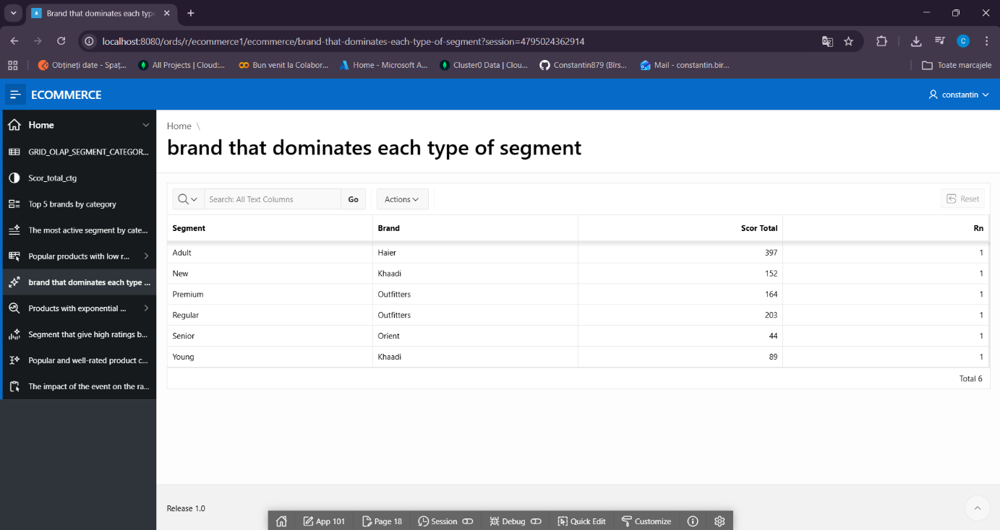 Brand that dominates each typ
localhost:8080/ords/r/ecommerce1/ecommerce/brand-that-dominates-each-type-of-segment?session=4795024362914
C
Obțineți date - Spaț...
All Projects | Cloud:...
Bun venit la Colabor...
Home - Microsoft A...
Cluster0 Data | Clou...
Constantin879 (Bîrs...
Mail - constantin.bir...
Toate marcajele
ECOMMERCE
constantin
Home
GRID_OLAP_SEGMENT_CATEGOR...
Scor_total_ctg
Top 5 brands by category
The most active segment by cate...
Popular products with low r...
brand that dominates each type ...
Products with exponential ...
Segment that give high ratings b...
Popular and well-rated product c...
The impact of the event on the ra...
Home \
brand that dominates each type of segment
Search: All Text Columns
Go
Actions
Reset
Segment Brand Scor Total Rn
Adult Haier 397 1
New Khaadi 152 1
Premium Outfitters 164 1
Regular Outfitters 203 1
Senior Orient 44 1
Young Khaadi 89 1
Total 6
Release 1.0
App 101
Page 18
Session
Debug
Quick Edit
Customize